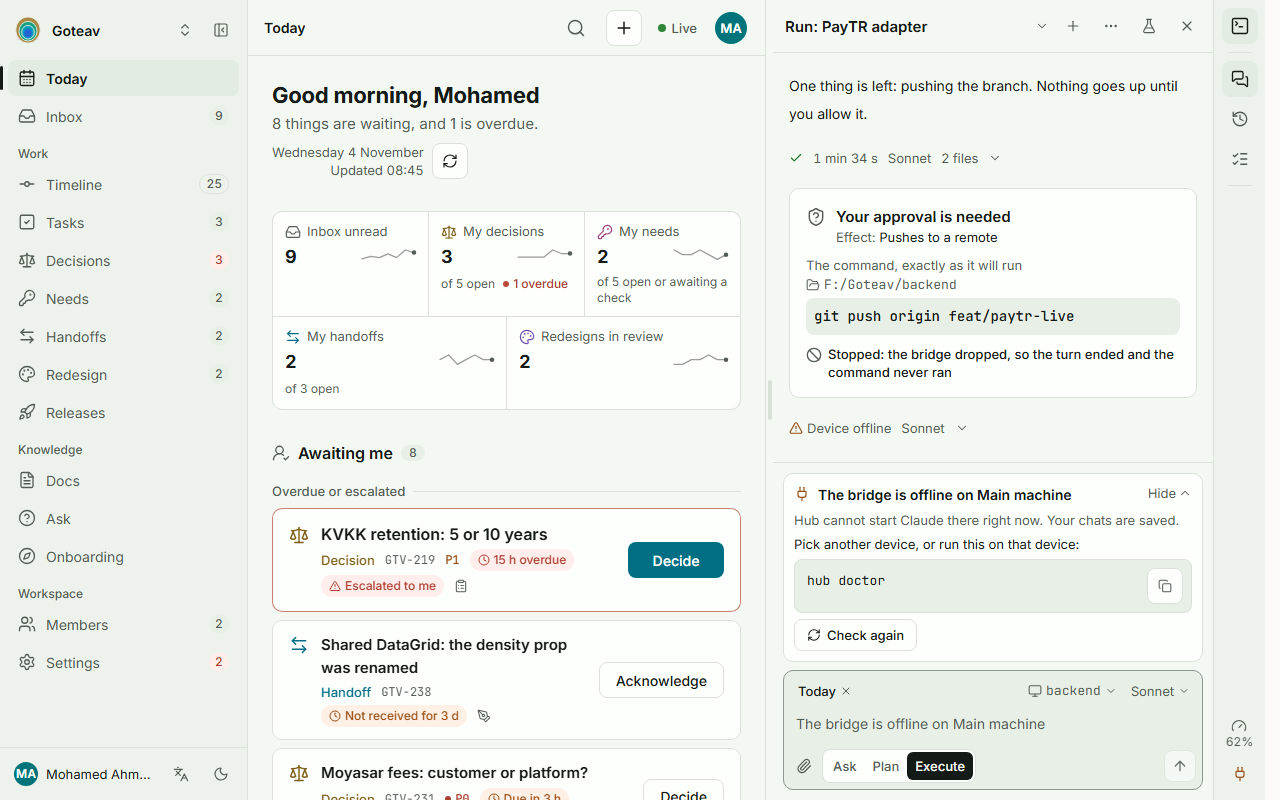 Goteav
Today
Inbox 9
Work
Timeline 25
Tasks 3
Decisions 3
Needs 2
Handoffs 2
Redesign 2
Releases
Knowledge
Docs
Ask
Onboarding
Workspace
Members 2
Settings 2
MA Mohamed Ahm...
Today
Live
MA
Good morning, Mohamed
8 things are waiting, and 1 is overdue.
Wednesday 4 November
Updated 08:45
Inbox unread
9
My decisions
3
of 5 open 1 overdue
My needs
2
of 5 open or awaiting a
check
My handoffs
2
of 3 open
Redesigns in review
2
Awaiting me 8
Overdue or escalated
KVKK retention: 5 or 10 years
Decision GTV-219 P1 15 h overdue
Escalated to me
Decide
Shared DataGrid: the density prop
was renamed
Handoff GTV-238
Not received for 3 d
Acknowledge
Moyasar fees: customer or platform?
Decision GTV-231 P0 Due in 3 h
Decide
Run: PayTR adapter
One thing is left: pushing the branch. Nothing goes up until
you allow it.
1 min 34 s Sonnet 2 files
Your approval is needed
Effect: Pushes to a remote
The command, exactly as it will run
F:/Goteav/backend
git push origin feat/paytr-live
Stopped: the bridge dropped, so the turn ended and the
command never ran
Device offline Sonnet
The bridge is offline on Main machine
Hide
Hub cannot start Claude there right now. Your chats are saved.
Pick another device, or run this on that device:
hub doctor
Check again
Today × backend Sonnet
The bridge is offline on Main machine
Ask Plan Execute
62%